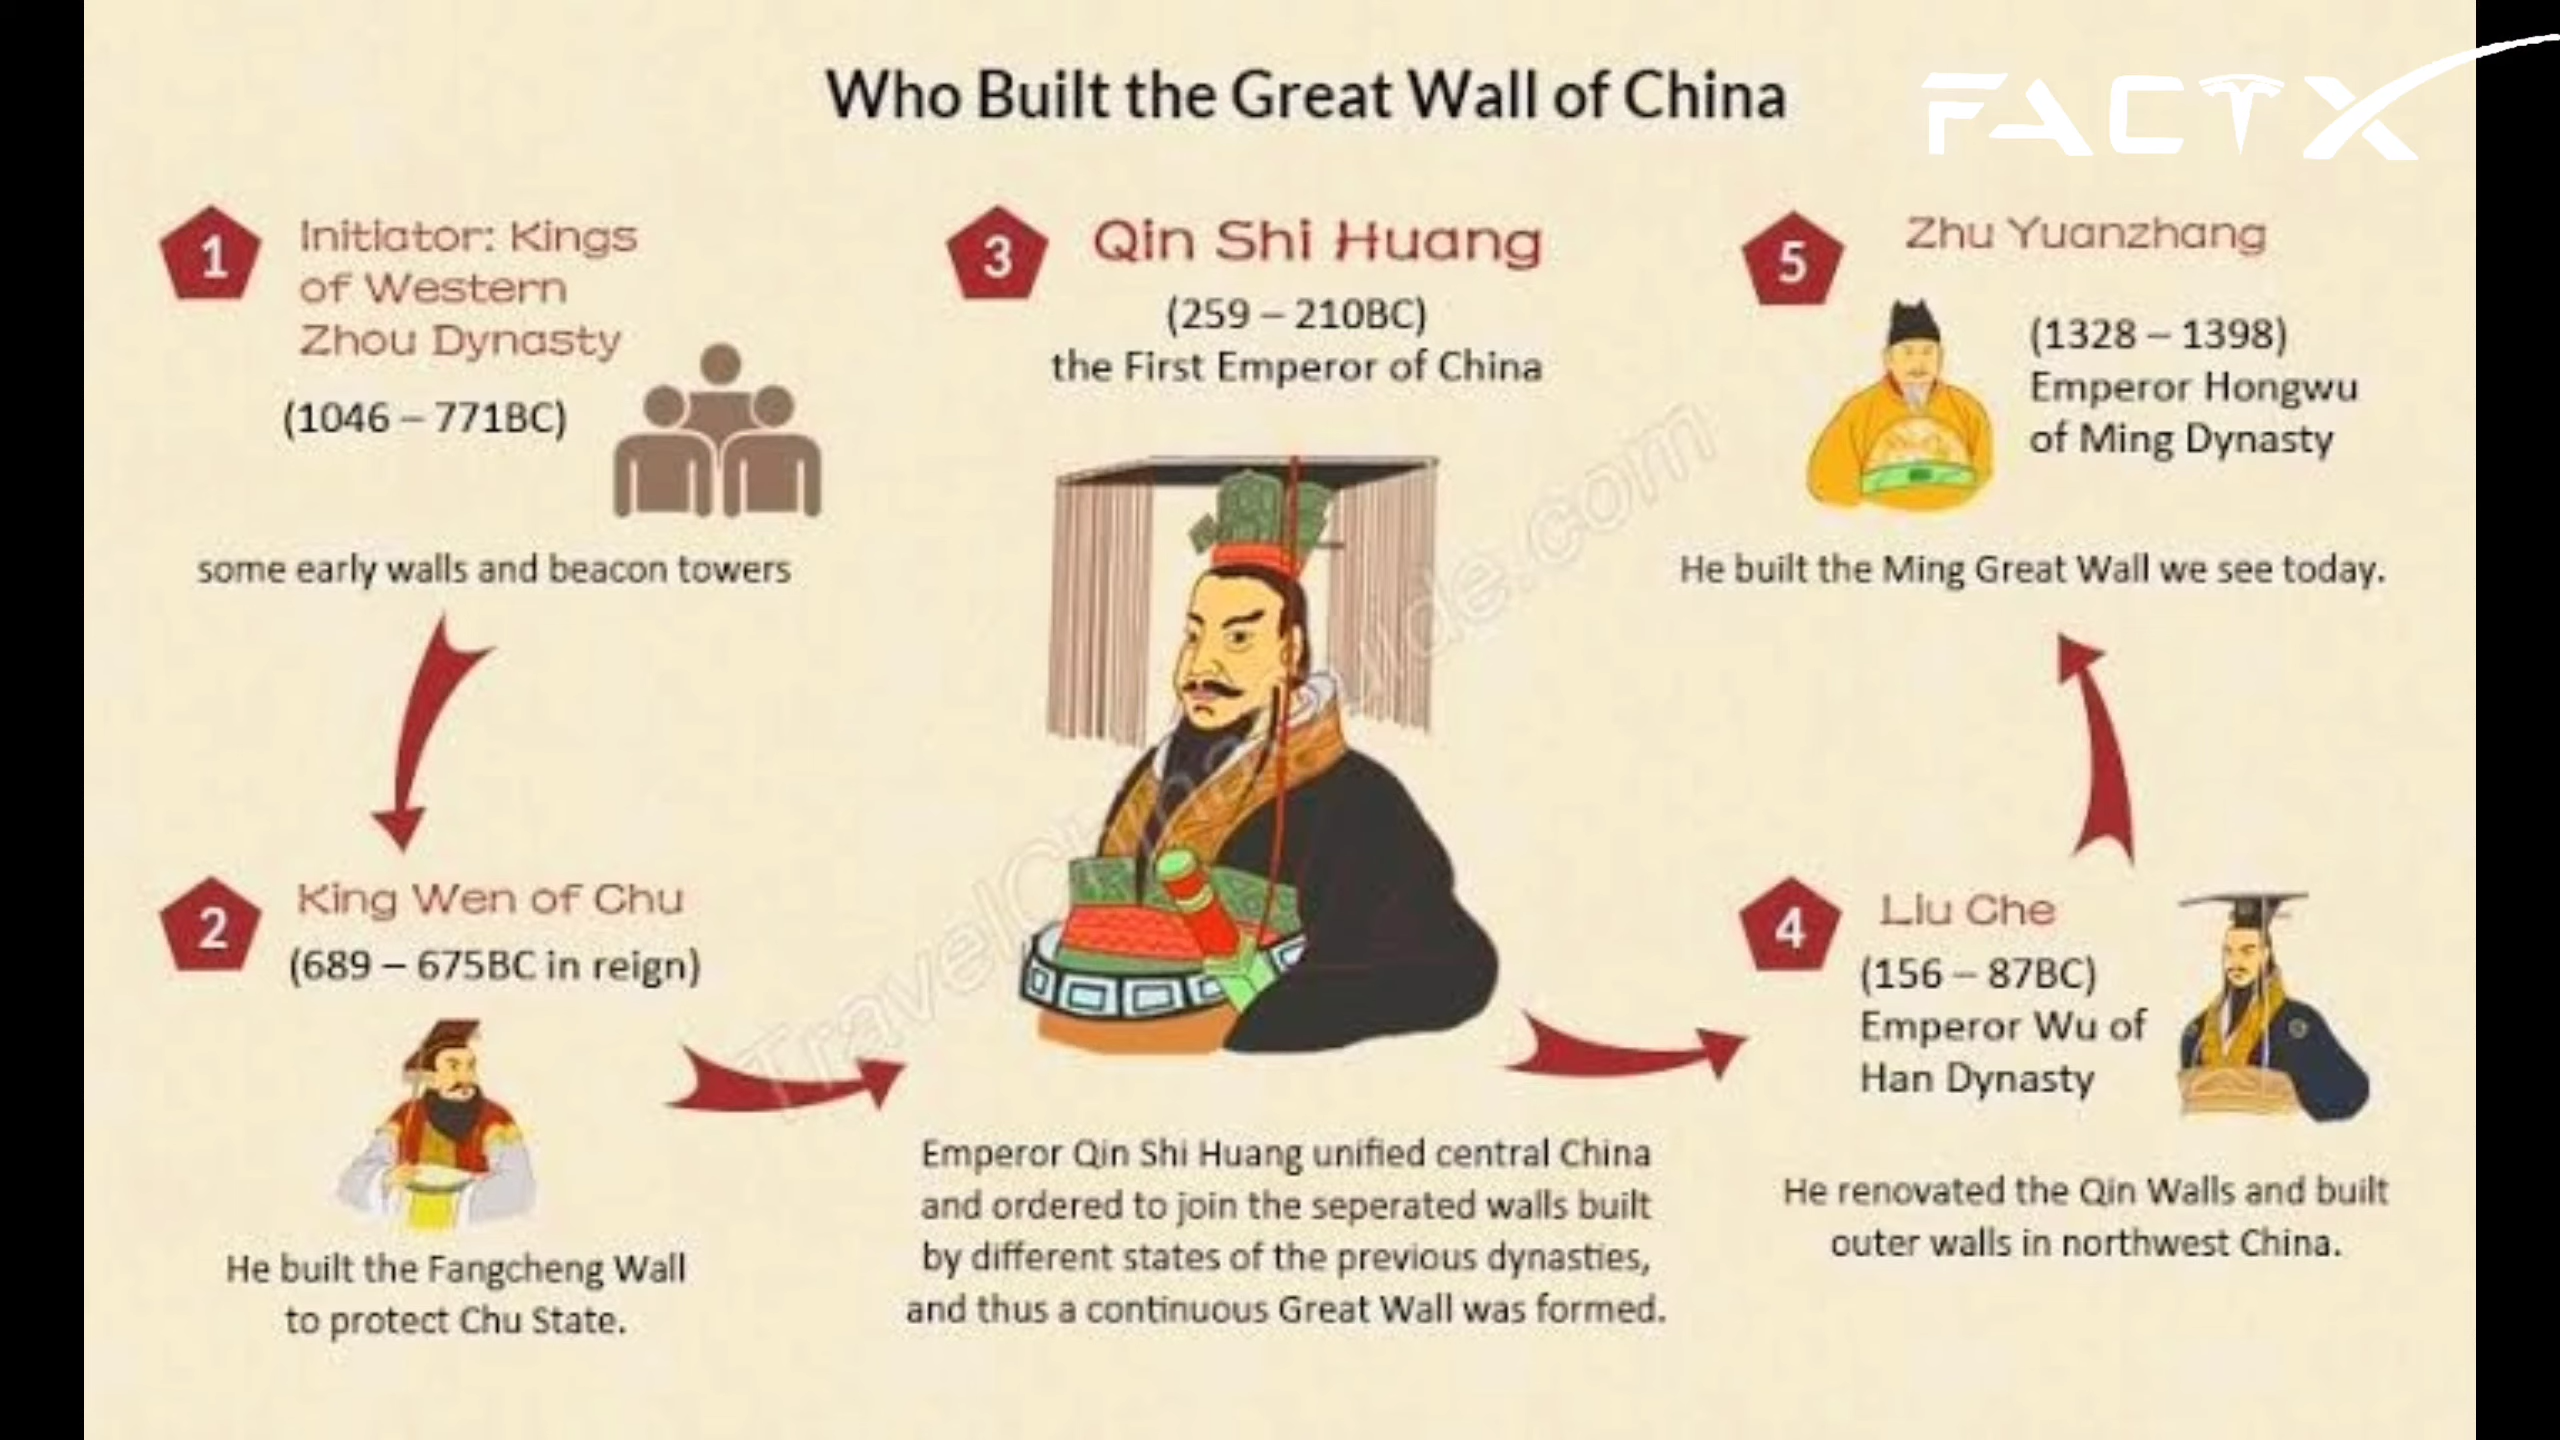 Who Built the Great Wall of China
FACTX
1
Initiator: Kings
of Western
Zhou Dynasty
(1046 – 771BC)
some early walls and beacon towers
2
King Wen of Chu
(689 – 675BC in reign)
He built the Fangcheng Wall
to protect Chu State.
3
Qin Shi Huang
(259 – 210BC)
the First Emperor of China
Emperor Qin Shi Huang unified central China
and ordered to join the seperated walls built
by different states of the previous dynasties,
and thus a continuous Great Wall was formed.
4
Liu Che
(156 – 87BC)
Emperor Wu of
Han Dynasty
He renovated the Qin Walls and built
outer walls in northwest China.
5
Zhu Yuanzhang
(1328 – 1398)
Emperor Hongwu
of Ming Dynasty
He built the Ming Great Wall we see today.